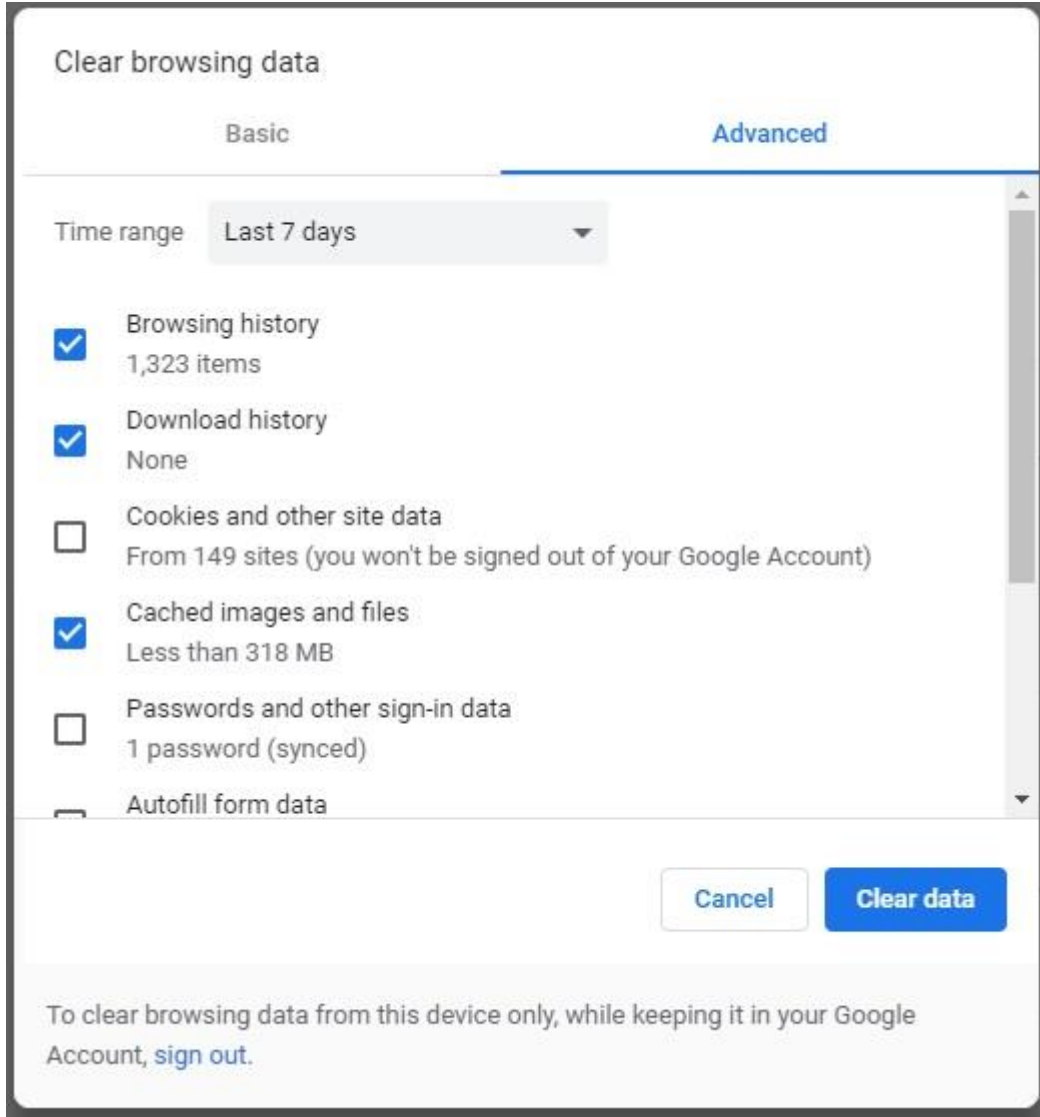 Clear browsing data
Basic
Advanced
Time range
Last 7 days
Browsing history
1,323 items
Download history
None
Cookies and other site data
From 149 sites (you won't be signed out of your Google Account)
Cached images and files
Less than 318 MB
Passwords and other sign-in data
1 password (synced)
Autofill form data
Cancel
Clear data
To clear browsing data from this device only, while keeping it in your Google
Account, sign out.